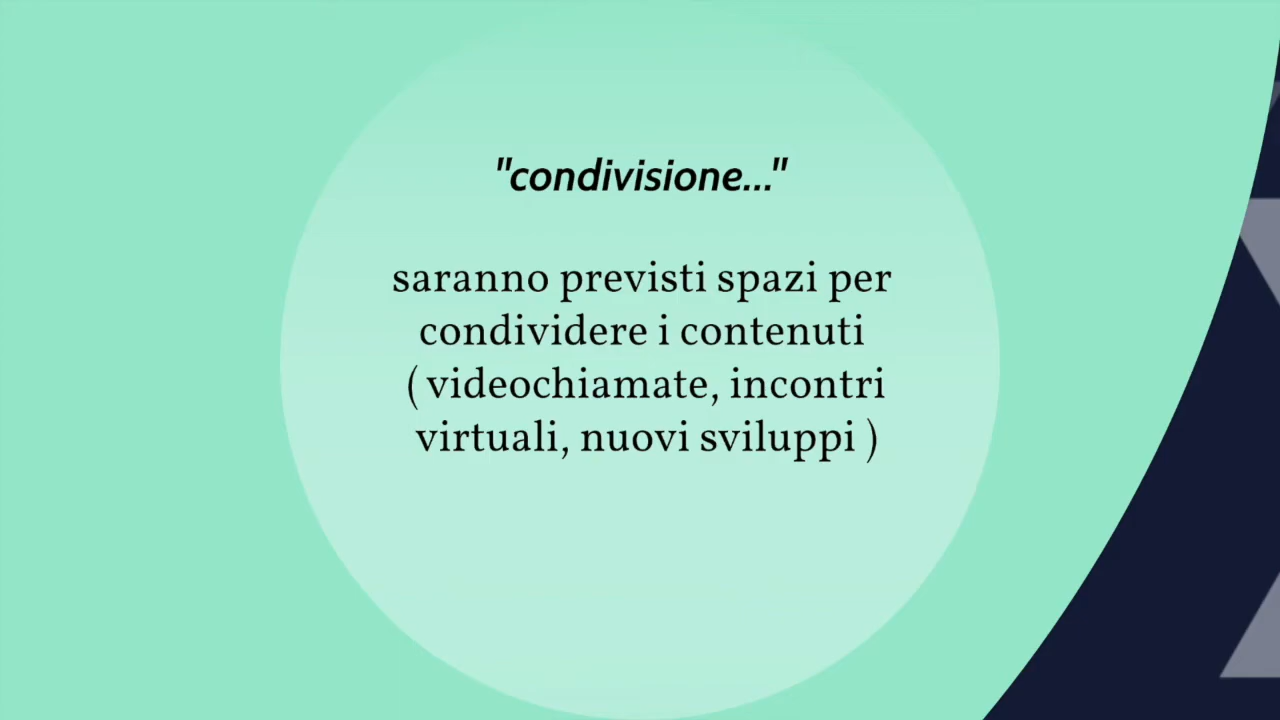 "condivisione..."
saranno previsti spazi per
condividere i contenuti
( videochiamate, incontri
virtuali, nuovi sviluppi )